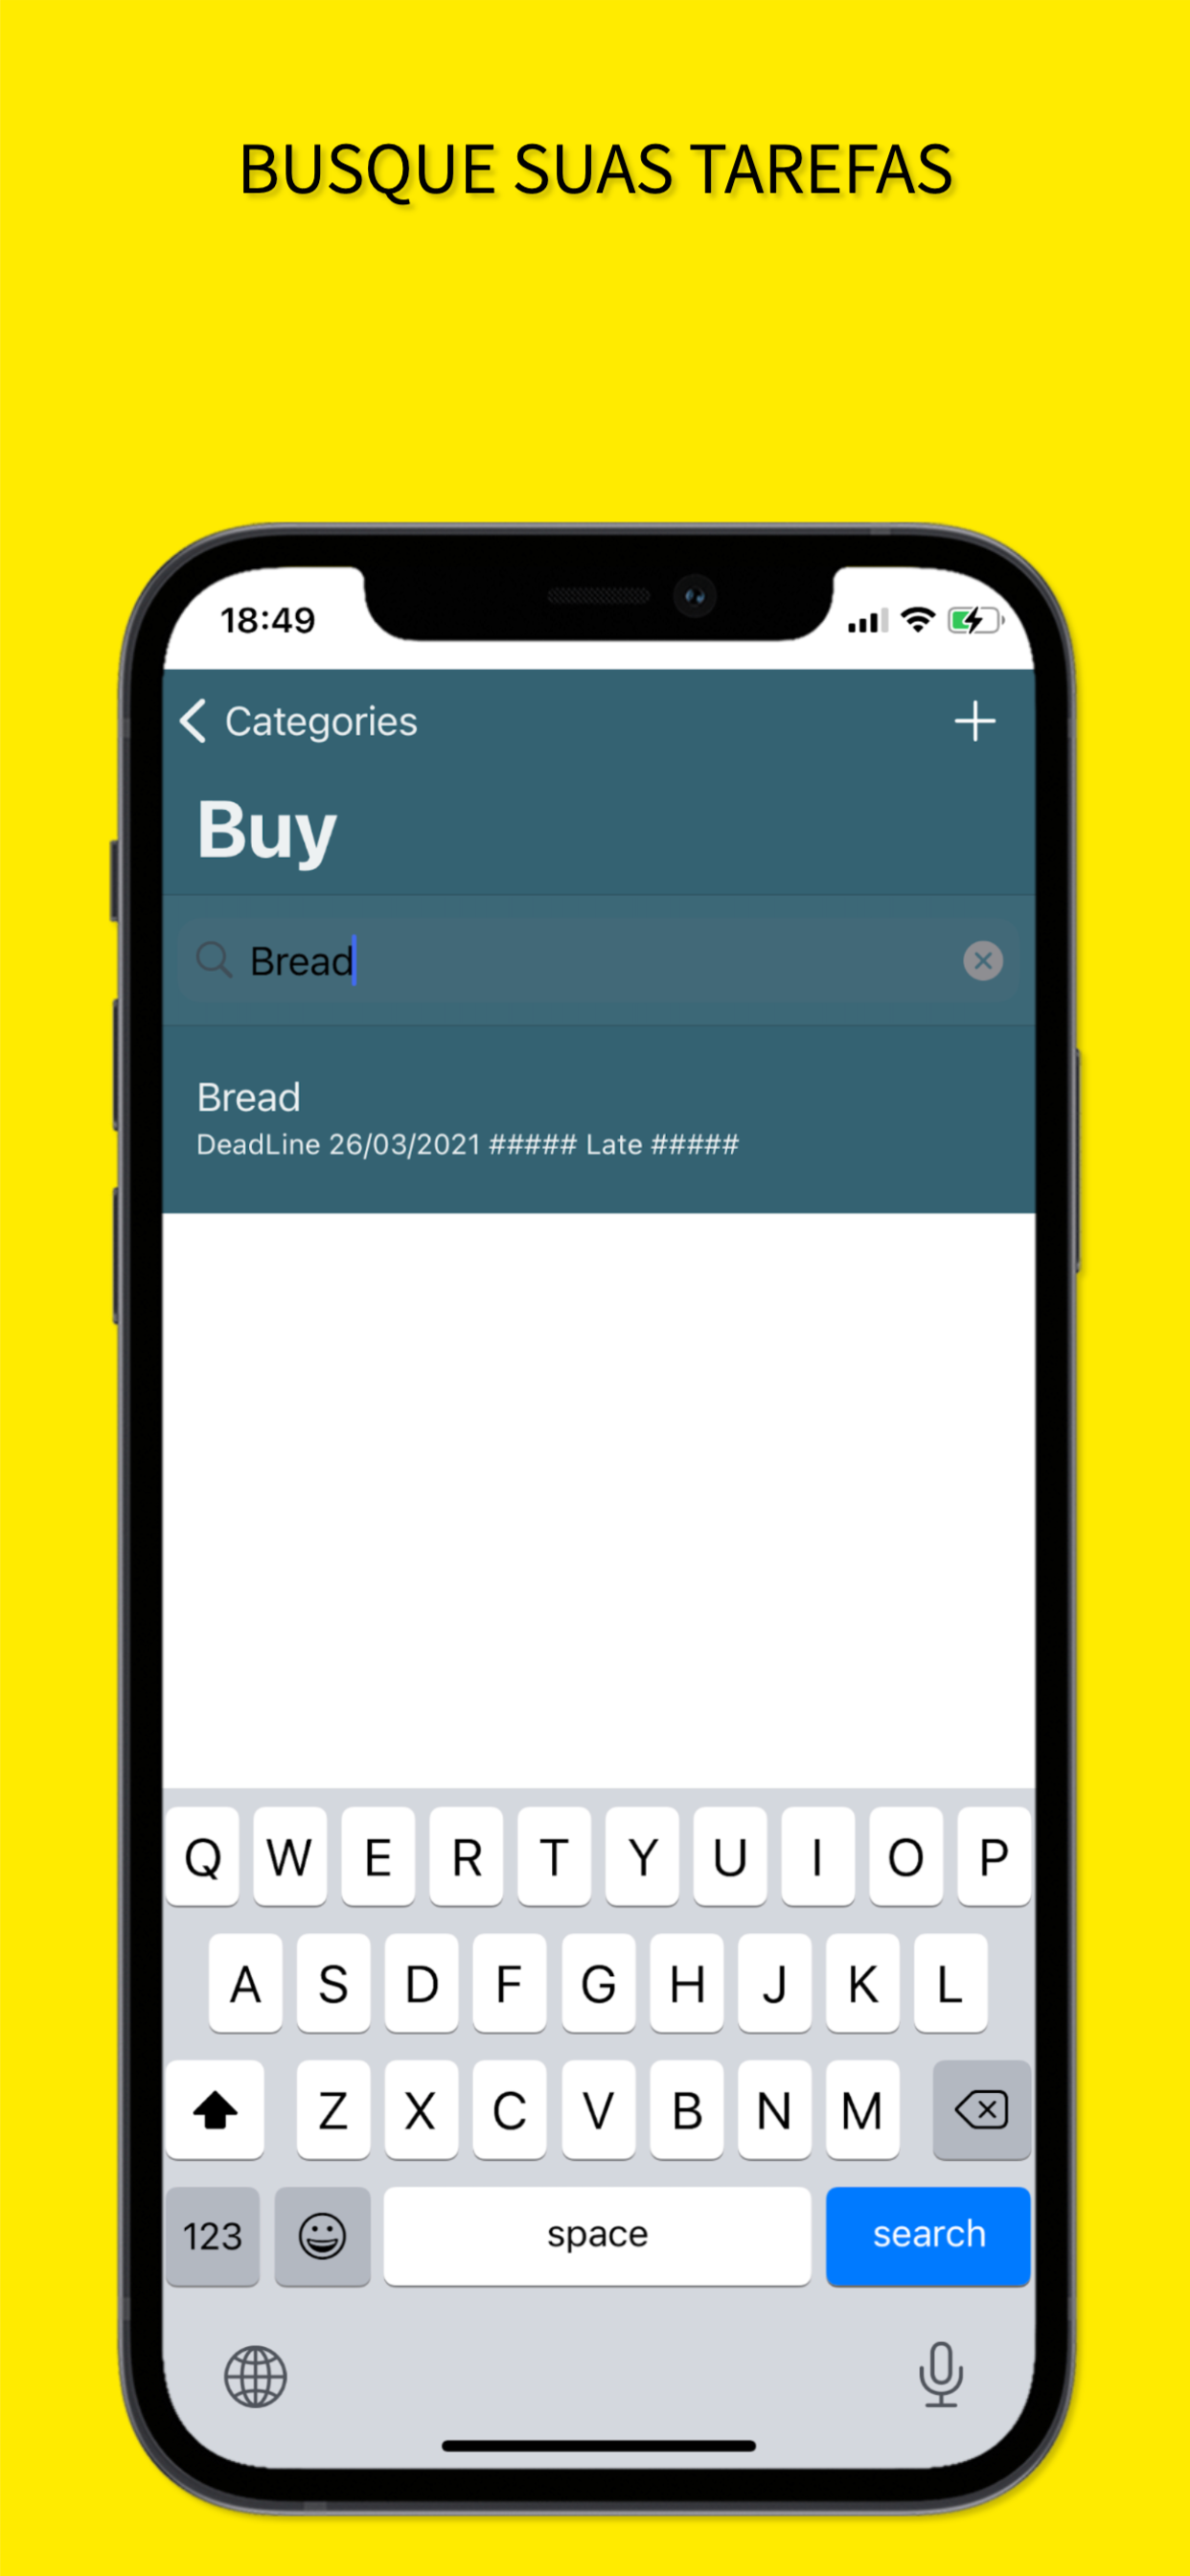 BUSQUE SUAS TAREFAS
18:49
Categories
Buy
Bread
Bread
DeadLine 26/03/2021 ##### Late #####
Q W E R T Y U I O P
A S D F G H J K L
Z X C V B N M
123 space search